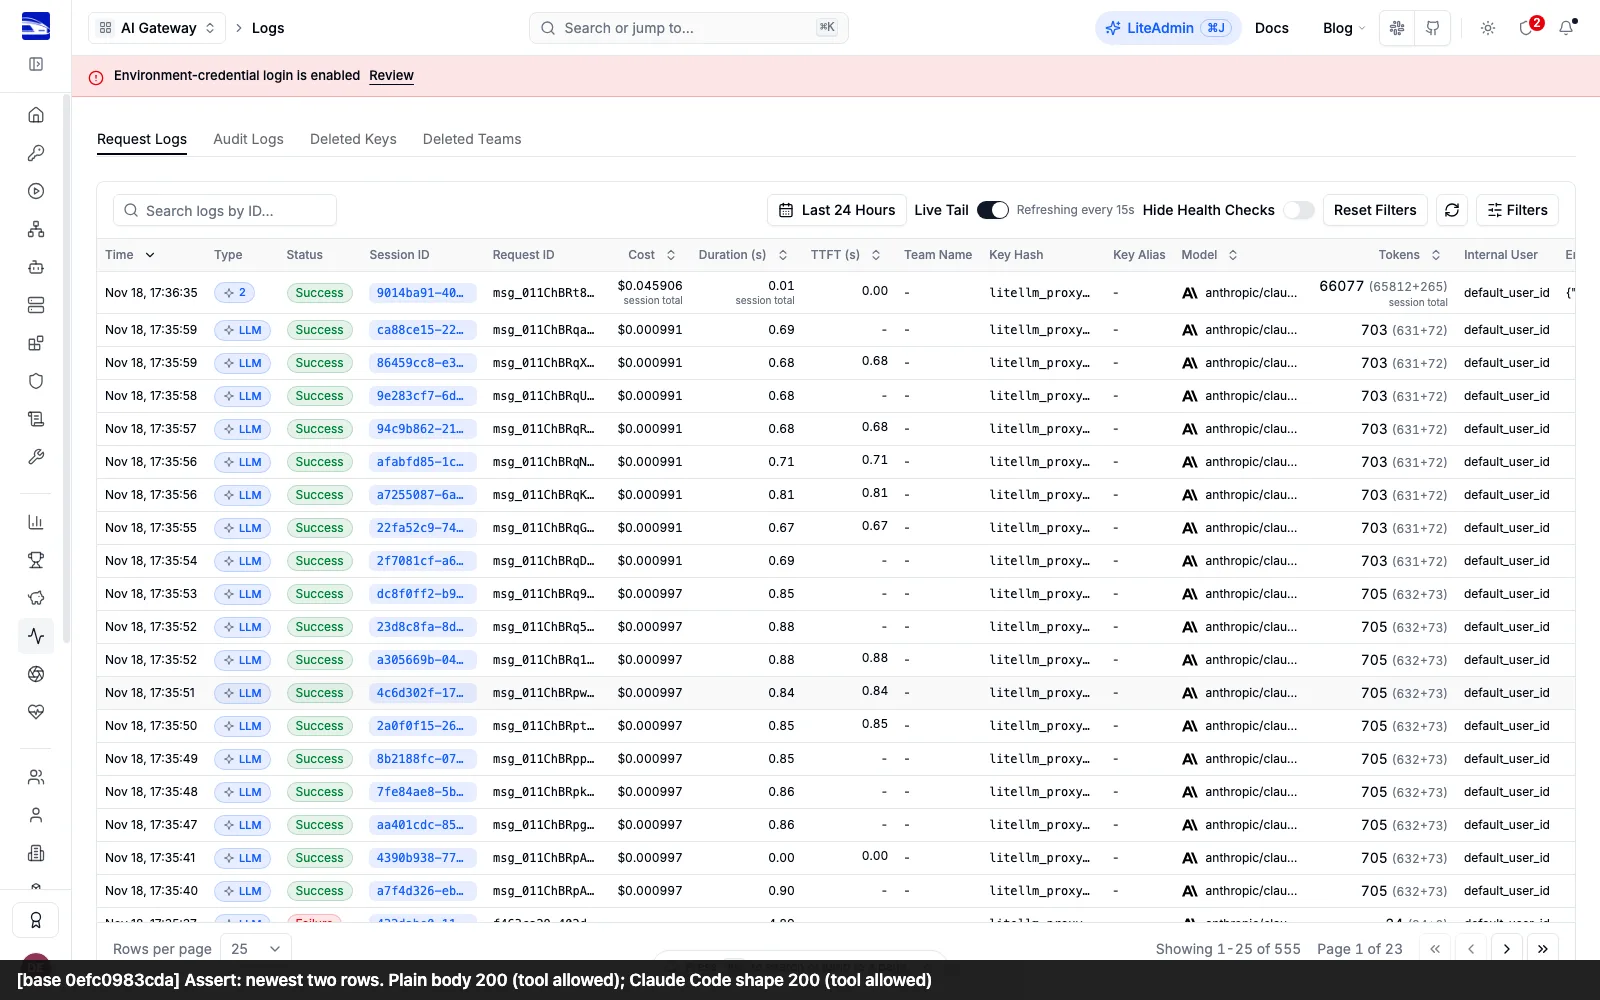 AI Gateway > Logs
Search or jump to... ⌘K
LiteAdmin ⌘J Docs Blog 2
Environment-credential login is enabled Review
Request Logs Audit Logs Deleted Keys Deleted Teams
Search logs by ID... Last 24 Hours Live Tail Refreshing every 15s Hide Health Checks Reset Filters Filters
Time Type Status Session ID Request ID Cost Duration (s) TTFT (s) Team Name Key Hash Key Alias Model Tokens Internal User
Nov 18, 17:36:35 2 Success 9014ba91-40… msg_011ChBRt8… $0.045906 session total 0.01 session total 0.00 - litellm_proxy… - anthropic/clau... 66077 (65812+265) session total default_user_id {"
Nov 18, 17:35:59 LLM Success ca88ce15-22… msg_011ChBRqa… $0.000991 0.69 - - litellm_proxy… - anthropic/clau... 703 (631+72) default_user_id
Nov 18, 17:35:59 LLM Success 86459cc8-e3… msg_011ChBRqX… $0.000991 0.68 0.68 - litellm_proxy… - anthropic/clau... 703 (631+72) default_user_id
Nov 18, 17:35:58 LLM Success 9e283cf7-6d… msg_011ChBRqU… $0.000991 0.68 - - litellm_proxy… - anthropic/clau... 703 (631+72) default_user_id
Nov 18, 17:35:57 LLM Success 94c9b862-21… msg_011ChBRqR… $0.000991 0.68 0.68 - litellm_proxy… - anthropic/clau... 703 (631+72) default_user_id
Nov 18, 17:35:56 LLM Success afabfd85-1c… msg_011ChBRqN… $0.000991 0.71 0.71 - litellm_proxy… - anthropic/clau... 703 (631+72) default_user_id
Nov 18, 17:35:56 LLM Success a7255087-6a… msg_011ChBRqK… $0.000991 0.81 0.81 - litellm_proxy… - anthropic/clau... 703 (631+72) default_user_id
Nov 18, 17:35:55 LLM Success 22fa52c9-74… msg_011ChBRqG… $0.000991 0.67 0.67 - litellm_proxy… - anthropic/clau... 703 (631+72) default_user_id
Nov 18, 17:35:54 LLM Success 2f7081cf-a6… msg_011ChBRqD… $0.000991 0.69 - - litellm_proxy… - anthropic/clau... 703 (631+72) default_user_id
Nov 18, 17:35:53 LLM Success dc8f0ff2-b9… msg_011ChBRq9… $0.000997 0.85 - - litellm_proxy… - anthropic/clau... 705 (632+73) default_user_id
Nov 18, 17:35:52 LLM Success 23d8c8fa-8d… msg_011ChBRq5… $0.000997 0.88 - - litellm_proxy… - anthropic/clau... 705 (632+73) default_user_id
Nov 18, 17:35:52 LLM Success a305669b-04… msg_011ChBRq1… $0.000997 0.88 0.88 - litellm_proxy… - anthropic/clau... 705 (632+73) default_user_id
Nov 18, 17:35:51 LLM Success 4c6d302f-17… msg_011ChBRpw… $0.000997 0.84 0.84 - litellm_proxy… - anthropic/clau... 705 (632+73) default_user_id
Nov 18, 17:35:50 LLM Success 2a0f0f15-26… msg_011ChBRpt… $0.000997 0.85 0.85 - litellm_proxy… - anthropic/clau... 705 (632+73) default_user_id
Nov 18, 17:35:49 LLM Success 8b2188fc-07… msg_011ChBRpp… $0.000997 0.85 - - litellm_proxy… - anthropic/clau... 705 (632+73) default_user_id
Nov 18, 17:35:48 LLM Success 7fe84ae8-5b… msg_011ChBRpk… $0.000997 0.86 - - litellm_proxy… - anthropic/clau... 705 (632+73) default_user_id
Nov 18, 17:35:47 LLM Success aa401cdc-85… msg_011ChBRpg… $0.000997 0.86 - - litellm_proxy… - anthropic/clau... 705 (632+73) default_user_id
Nov 18, 17:35:41 LLM Success 4390b938-77… msg_011ChBRpA… $0.000997 0.00 0.00 - litellm_proxy… - anthropic/clau... 705 (632+73) default_user_id
Nov 18, 17:35:40 LLM Success a7f4d326-eb… msg_011ChBRpA… $0.000997 0.90 - - litellm_proxy… - anthropic/clau... 705 (632+73) default_user_id
Rows per page 25 Showing 1-25 of 555 Page 1 of 23
[base 0efc0983cda] Assert: newest two rows. Plain body 200 (tool allowed); Claude Code shape 200 (tool allowed)